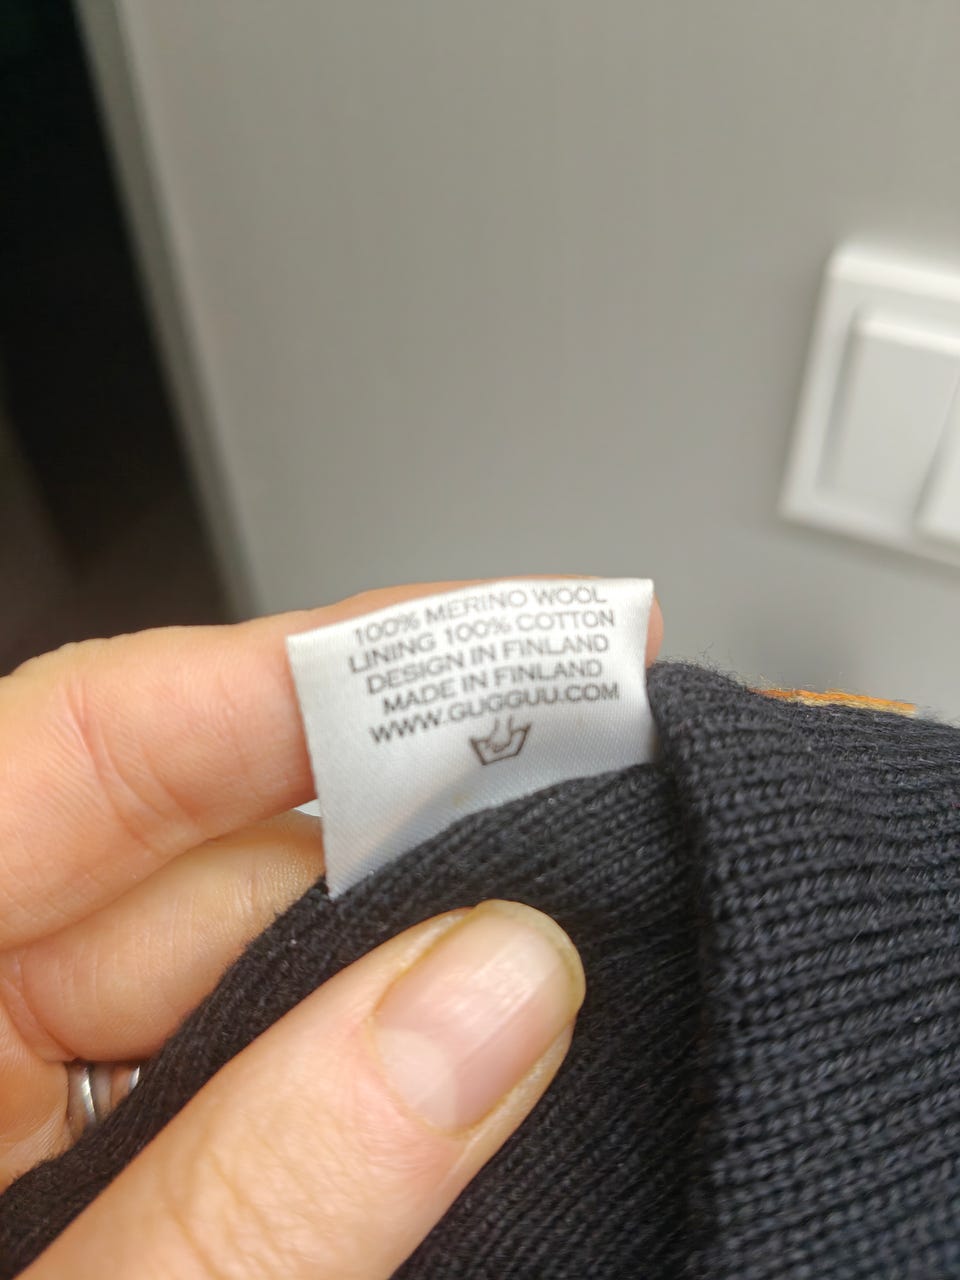 100% MERINO WOOL
LINING 100% COTTON
DESIGN IN FINLAND
MADE IN FINLAND
WWW.GUGGUU.COM